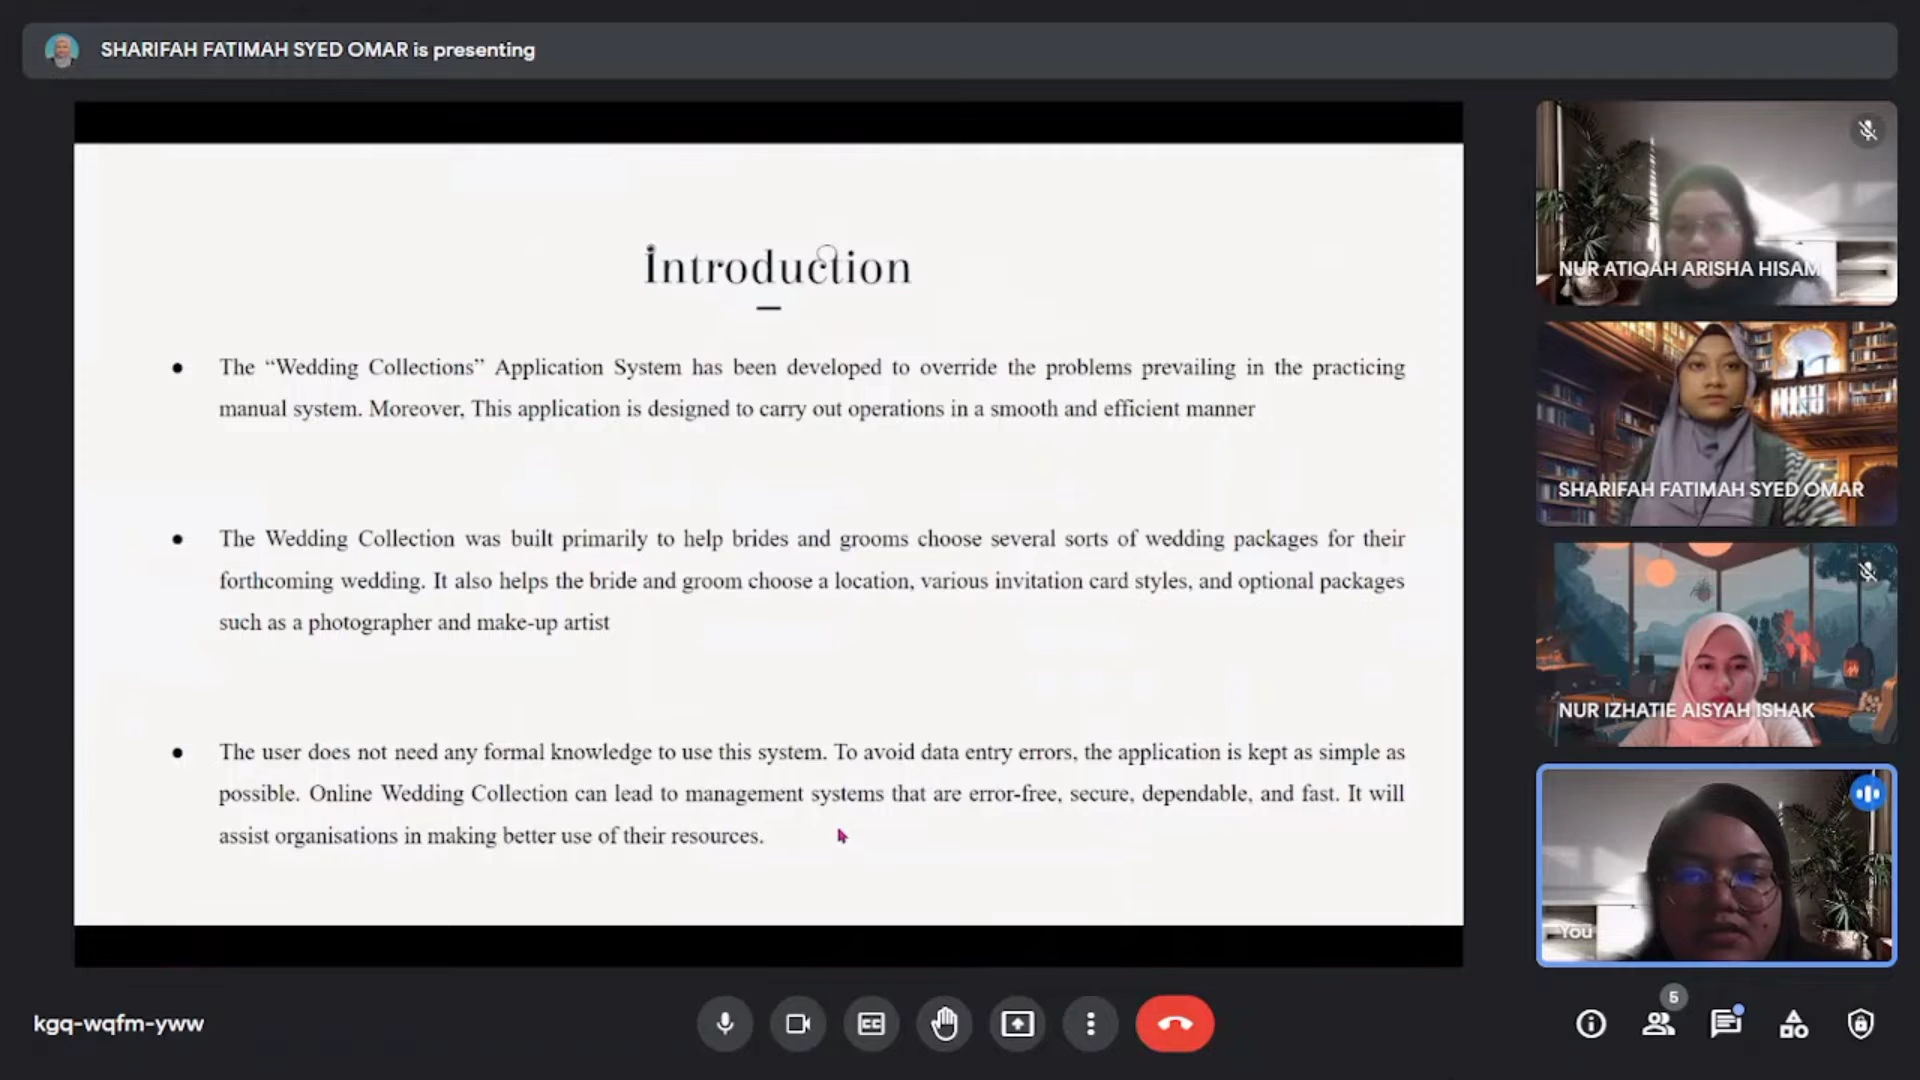 SHARIFAH FATIMAH SYED OMAR is presenting
Introduction
The “Wedding Collections” Application System has been developed to override the problems prevailing in the practicing
manual system. Moreover, This application is designed to carry out operations in a smooth and efficient manner
The Wedding Collection was built primarily to help brides and grooms choose several sorts of wedding packages for their
forthcoming wedding. It also helps the bride and groom choose a location, various invitation card styles, and optional packages
such as a photographer and make-up artist
The user does not need any formal knowledge to use this system. To avoid data entry errors, the application is kept as simple as
possible. Online Wedding Collection can lead to management systems that are error-free, secure, dependable, and fast. It will
assist organisations in making better use of their resources.
NUR ATIQAH ARISHA HISAM
SHARIFAH FATIMAH SYED OMAR
NUR IZHATIE AISYAH ISHAK
You
kgq-wqfm-yww
CC
5